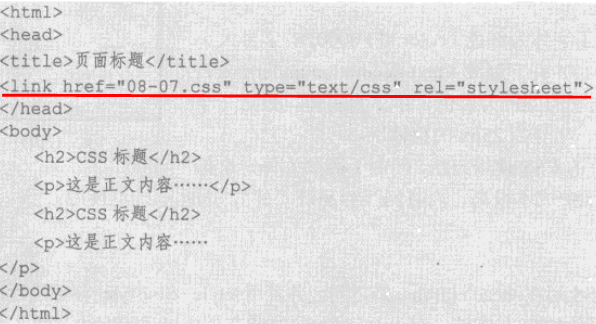 <html>
<head>
<title>页面标题</title>
<link href="08-07.css" type="text/css" rel="stylesheet">
</head>
<body>
<h2>CSS 标题</h2>
<p>这是正文内容……</p>
<h2>CSS 标题</h2>
<p>这是正文内容……
</p>
</body>
</html>